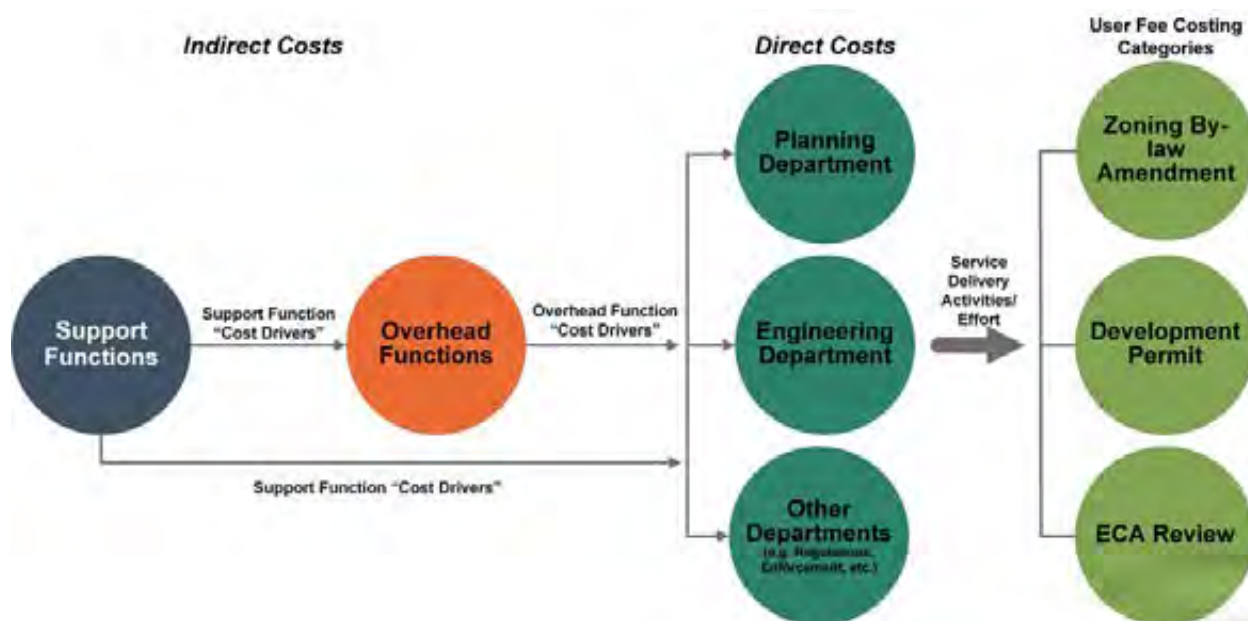 Indirect Costs
Direct Costs
User Fee Costing
Categories
Planning
Department
Zoning By-
law
Amendment
Support
Functions
Support Function
“Cost Drivers”
Overhead
Functions
Overhead Function
“Cost Drivers”
Engineering
Department
Service
Delivery
Activities/
Effort
Development
Permit
Support Function “Cost Drivers”
Other
Departments
(e.g. Regulations,
Enforcement, etc.)
ECA Review